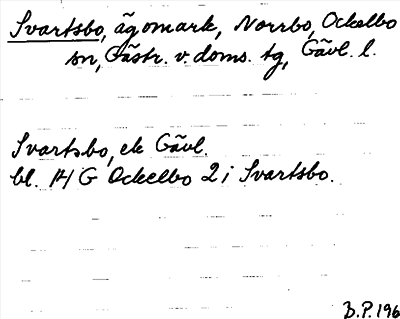 Svartsbo, ägomark, Norrbo, Ockelbo
sn, Gästr. v. doms. tg, Gävl. l.
Svartsbo, ek Gävl.
bl. 14 G Ockelbo 2 i Svartsbo.
B.P. 196